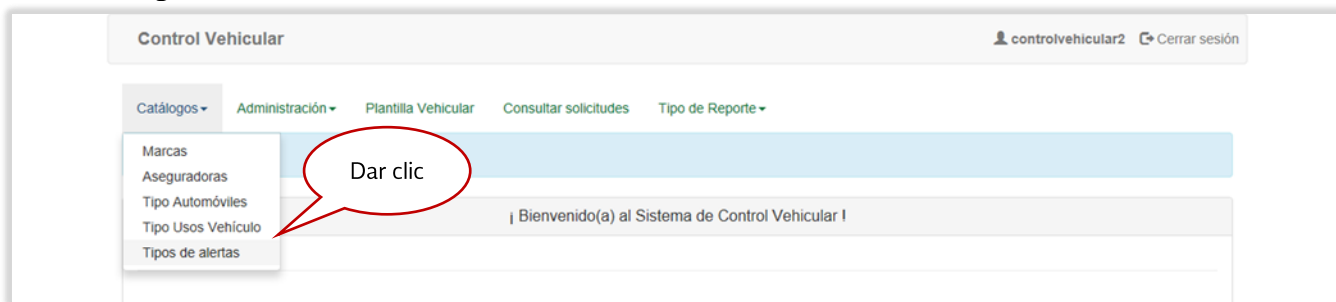 Control Vehicular
controlvehicular2 Cerrar sesión
Catálogos Administración Plantilla Vehicular Consultar solicitudes Tipo de Reporte
Marcas
Aseguradoras
Tipo Automóviles
Tipo Usos Vehículo
Tipos de alertas
Dar clic
¡ Bienvenido(a) al Sistema de Control Vehicular !